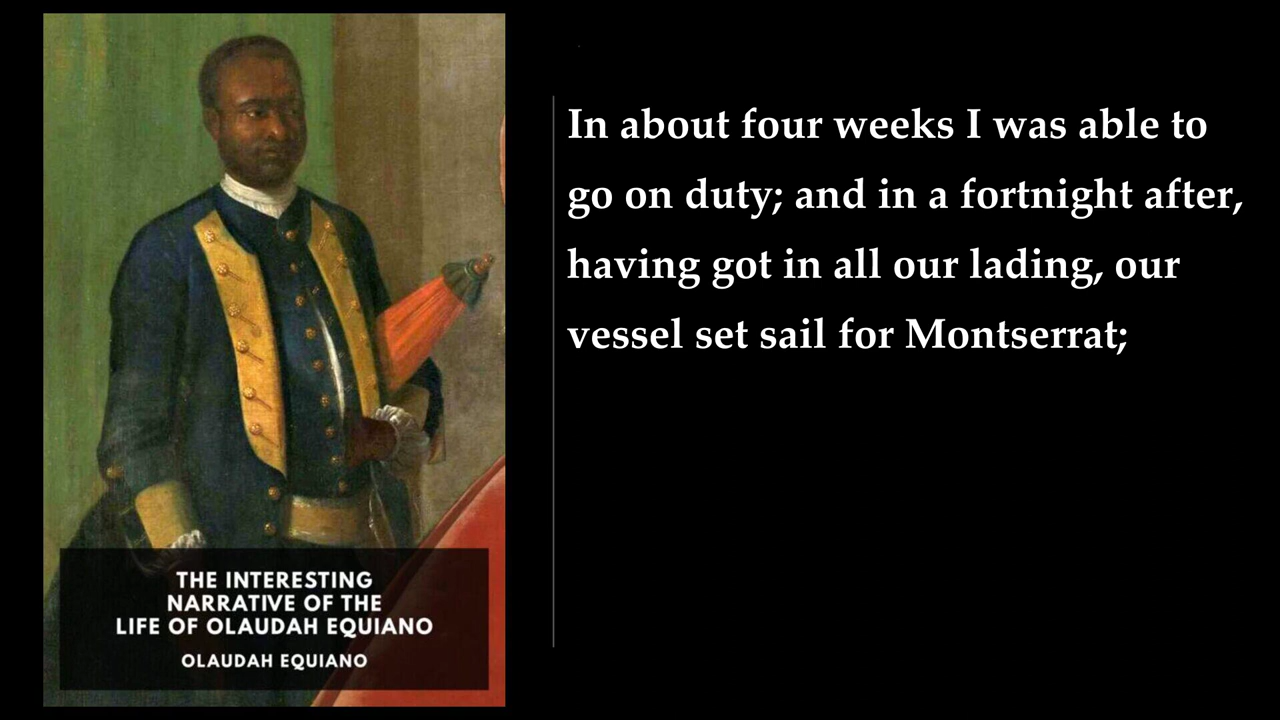 In about four weeks I was able to
go on duty; and in a fortnight after,
having got in all our lading, our
vessel set sail for Montserrat;
THE INTERESTING
NARRATIVE OF THE
LIFE OF OLAUDAH EQUIANO
OLAUDAH EQUIANO